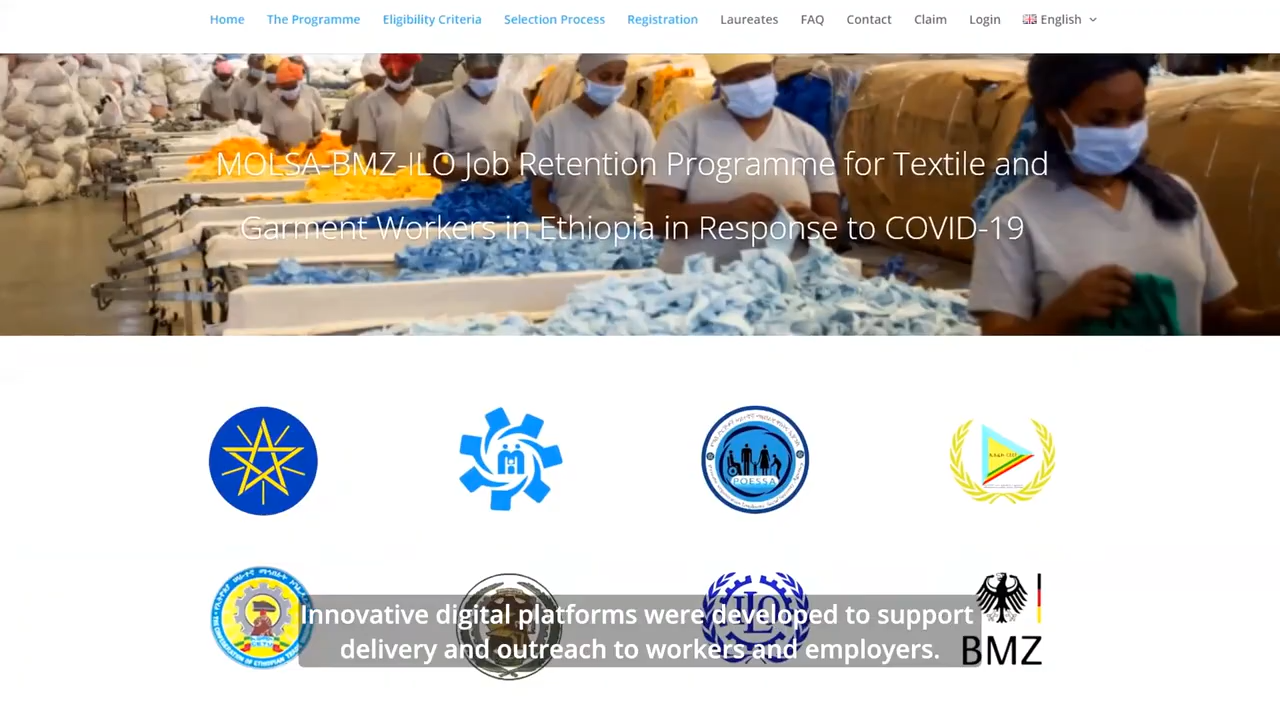 Home The Programme Eligibility Criteria Selection Process Registration Laureates FAQ Contact Claim Login English
MOLSA-BMZ-ILO Job Retention Programme for Textile and
Garment Workers in Ethiopia in Response to COVID-19
POESSA
CETU
ILO
BMZ
Innovative digital platforms were developed to support
delivery and outreach to workers and employers.